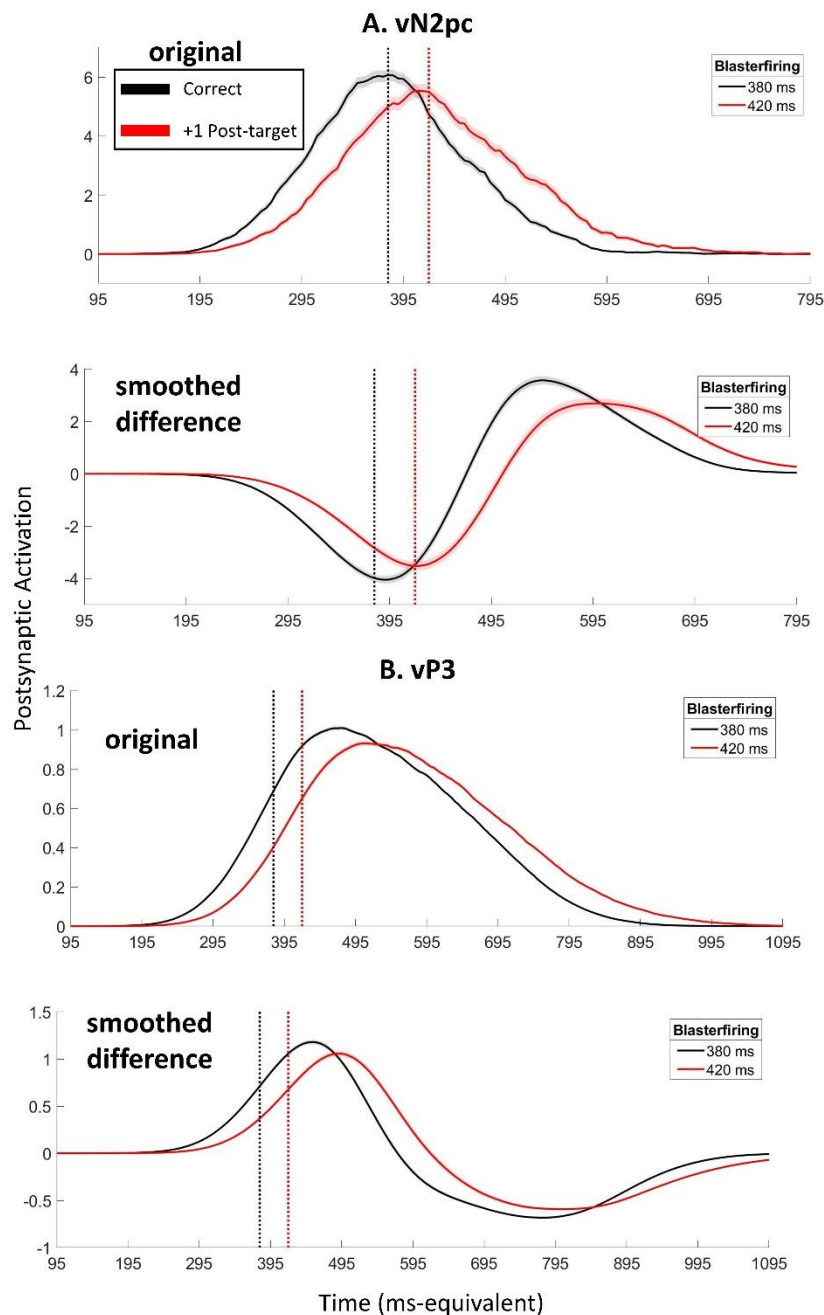 A. vN2pc
original
Correct
+1 Post-target
Blasterfiring
380 ms
420 ms
6
4
2
0
95 195 295 395 495 595 695 795
smoothed
difference
Blasterfiring
380 ms
420 ms
4
2
0
-2
-4
95 195 295 395 495 595 695 795
Postsynaptic Activation
B. vP3
original
Blasterfiring
380 ms
420 ms
1.2
1
0.8
0.6
0.4
0.2
0
95 195 295 395 495 595 695 795 895 995 1095
smoothed
difference
Blasterfiring
380 ms
420 ms
1.5
1
0.5
0
-0.5
-1
95 195 295 395 495 595 695 795 895 995 1095
Time (ms-equivalent)